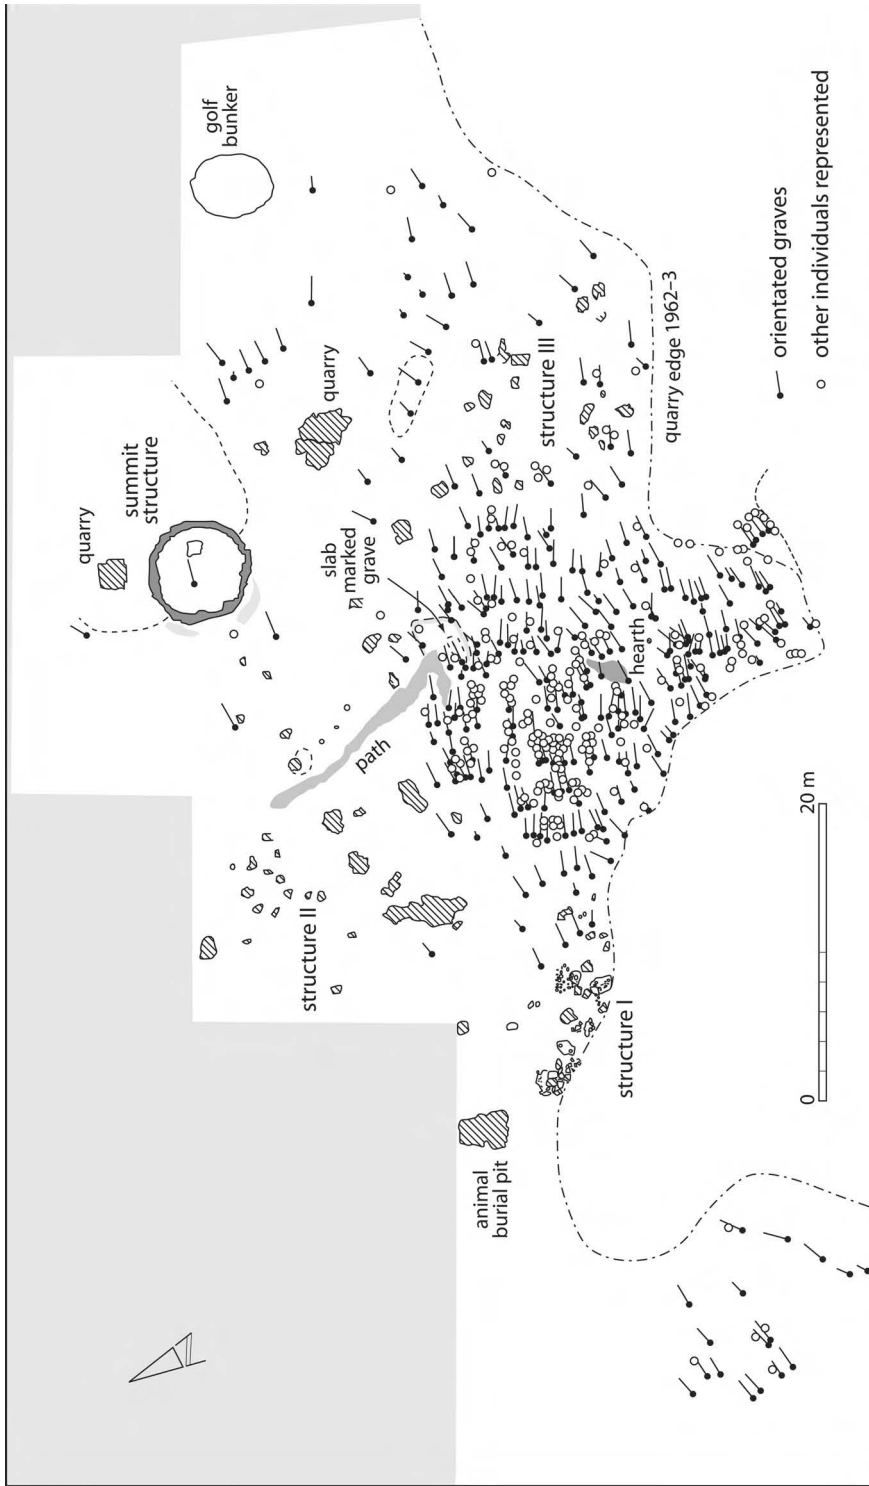 golf
bunker
quarry
summit
structure
quarry
slab
marked
grave
structure III
quarry edge 1962–3
orientated graves
other individuals represented
path
hearth
structure II
structure I
animal
burial pit
0
20 m
N